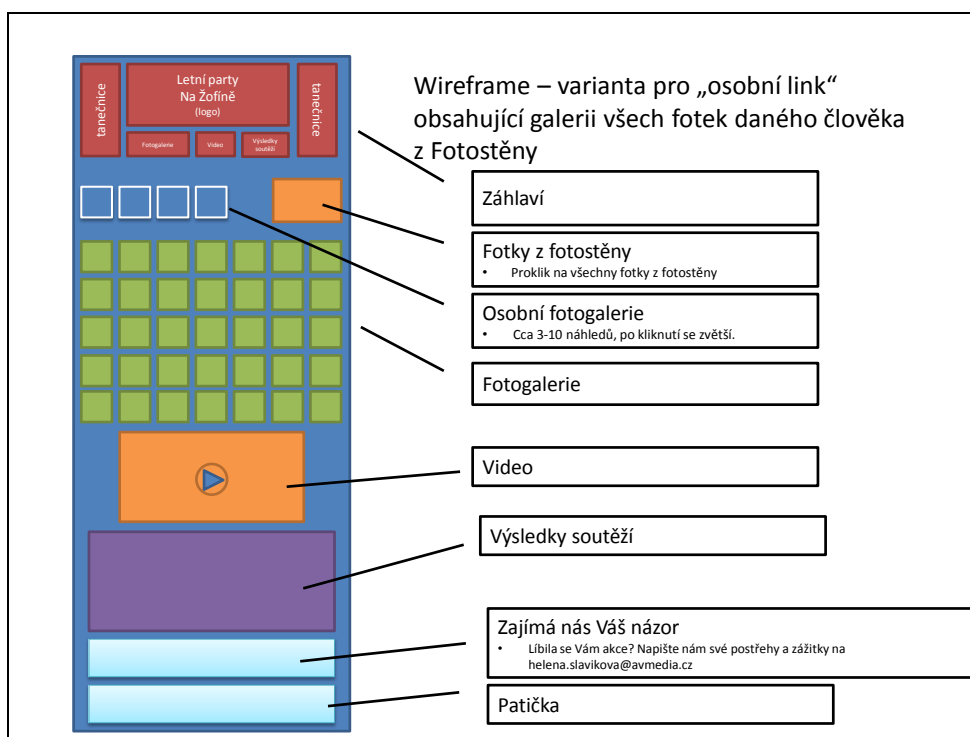 Wireframe – varianta pro „osobní link“
obsahující galerii všech fotek daného člověka
z Fotostěny
tanečnice
Letní party
Na Žofíně
(logo)
tanečnice
Fotogalerie
Video
Výsledky
soutěží
Záhlaví
Fotky z fotostěny
• Proklik na všechny fotky z fotostěny
Osobní fotogalerie
• Cca 3-10 náhledů, po kliknutí se zvětší.
Fotogalerie
Video
Výsledky soutěží
Zajímá nás Váš názor
• Líbila se Vám akce? Napište nám své postřehy a zážitky na
helena.slavikova@avmedia.cz
Patička